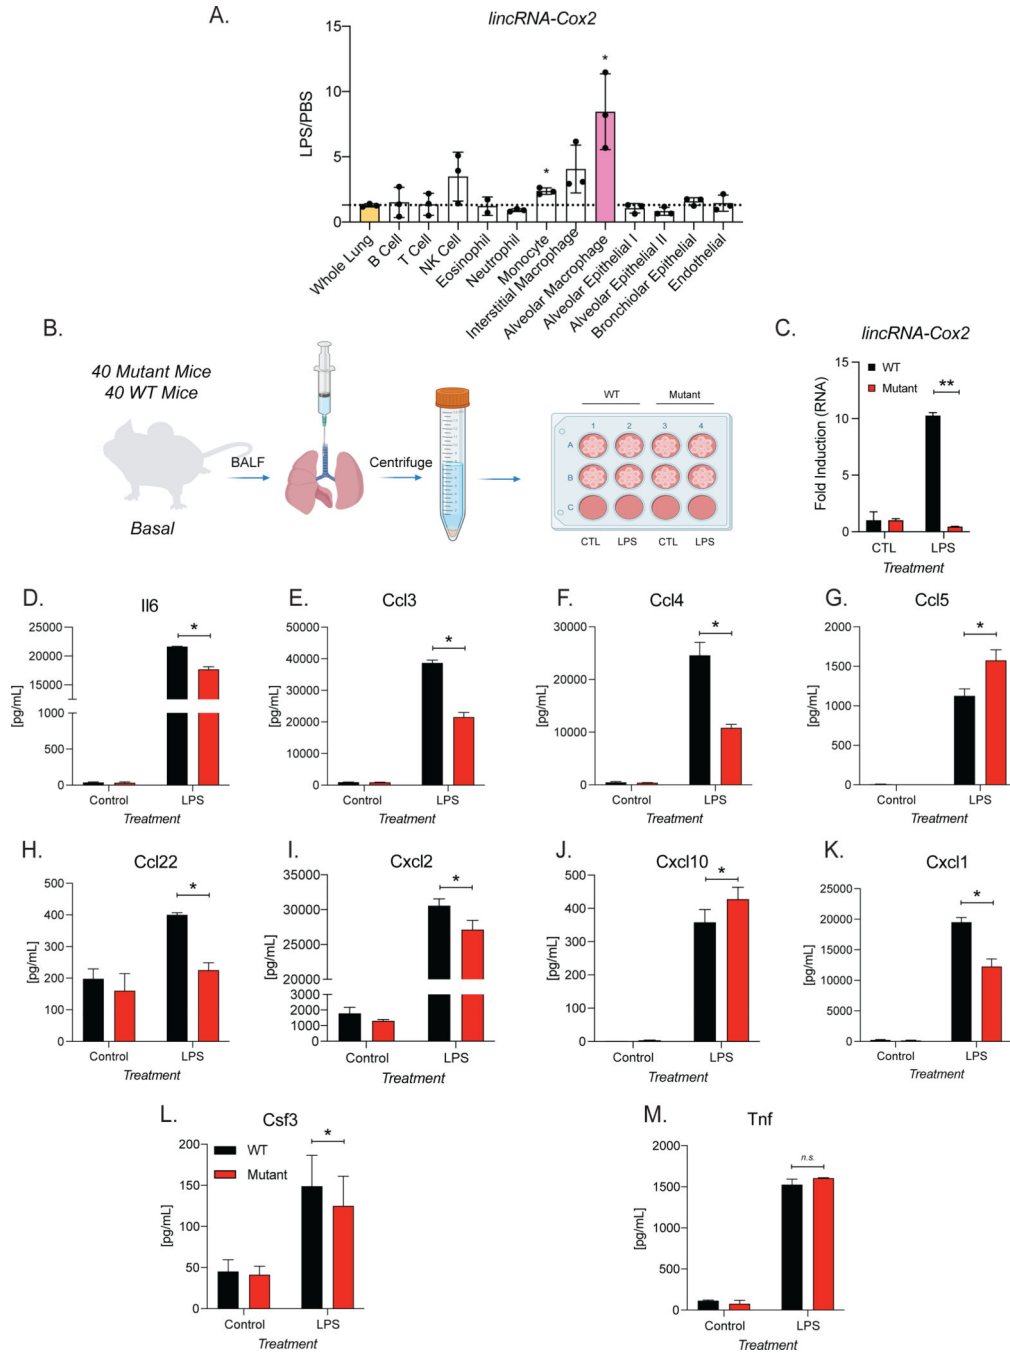 A.
lincRNA-Cox2
LPS/PBS
15
10
5
0
*
*
Whole Lung
B Cell
T Cell
NK Cell
Eosinophil
Neutrophil
Monocyte
Interstitial Macrophage
Alveolar Macrophage
Alveolar Epithelial I
Alveolar Epithelial II
Bronchiolar Epithelial
Endothelial
B.
40 Mutant Mice
40 WT Mice
Basal
BALF
Centrifuge
WT Mutant
1 2 3 4
A
B
C
CTL LPS CTL LPS
C.
lincRNA-Cox2
Fold Induction (RNA)
15
10
5
0
WT
Mutant
**
CTL LPS
Treatment
D.
Il6
[pg/mL]
25000
20000
15000
1000
500
0
*
Control LPS
Treatment
E.
Ccl3
[pg/mL]
50000
40000
30000
20000
10000
0
*
Control LPS
Treatment
F.
Ccl4
[pg/mL]
30000
20000
10000
0
*
Control LPS
Treatment
G.
Ccl5
[pg/mL]
2000
1500
1000
500
0
*
Control LPS
Treatment
H.
Ccl22
[pg/mL]
500
400
300
200
100
0
*
Control LPS
Treatment
I.
Cxcl2
[pg/mL]
35000
30000
25000
20000
3000
2000
1000
0
*
Control LPS
Treatment
J.
Cxcl10
[pg/mL]
500
400
300
200
100
0
*
Control LPS
Treatment
K.
Cxcl1
[pg/mL]
25000
20000
15000
10000
5000
0
*
Control LPS
Treatment
L.
Csf3
[pg/mL]
200
150
100
50
0
WT
Mutant
*
Control LPS
Treatment
M.
Tnf
[pg/mL]
2000
1500
1000
500
0
n.s.
Control LPS
Treatment